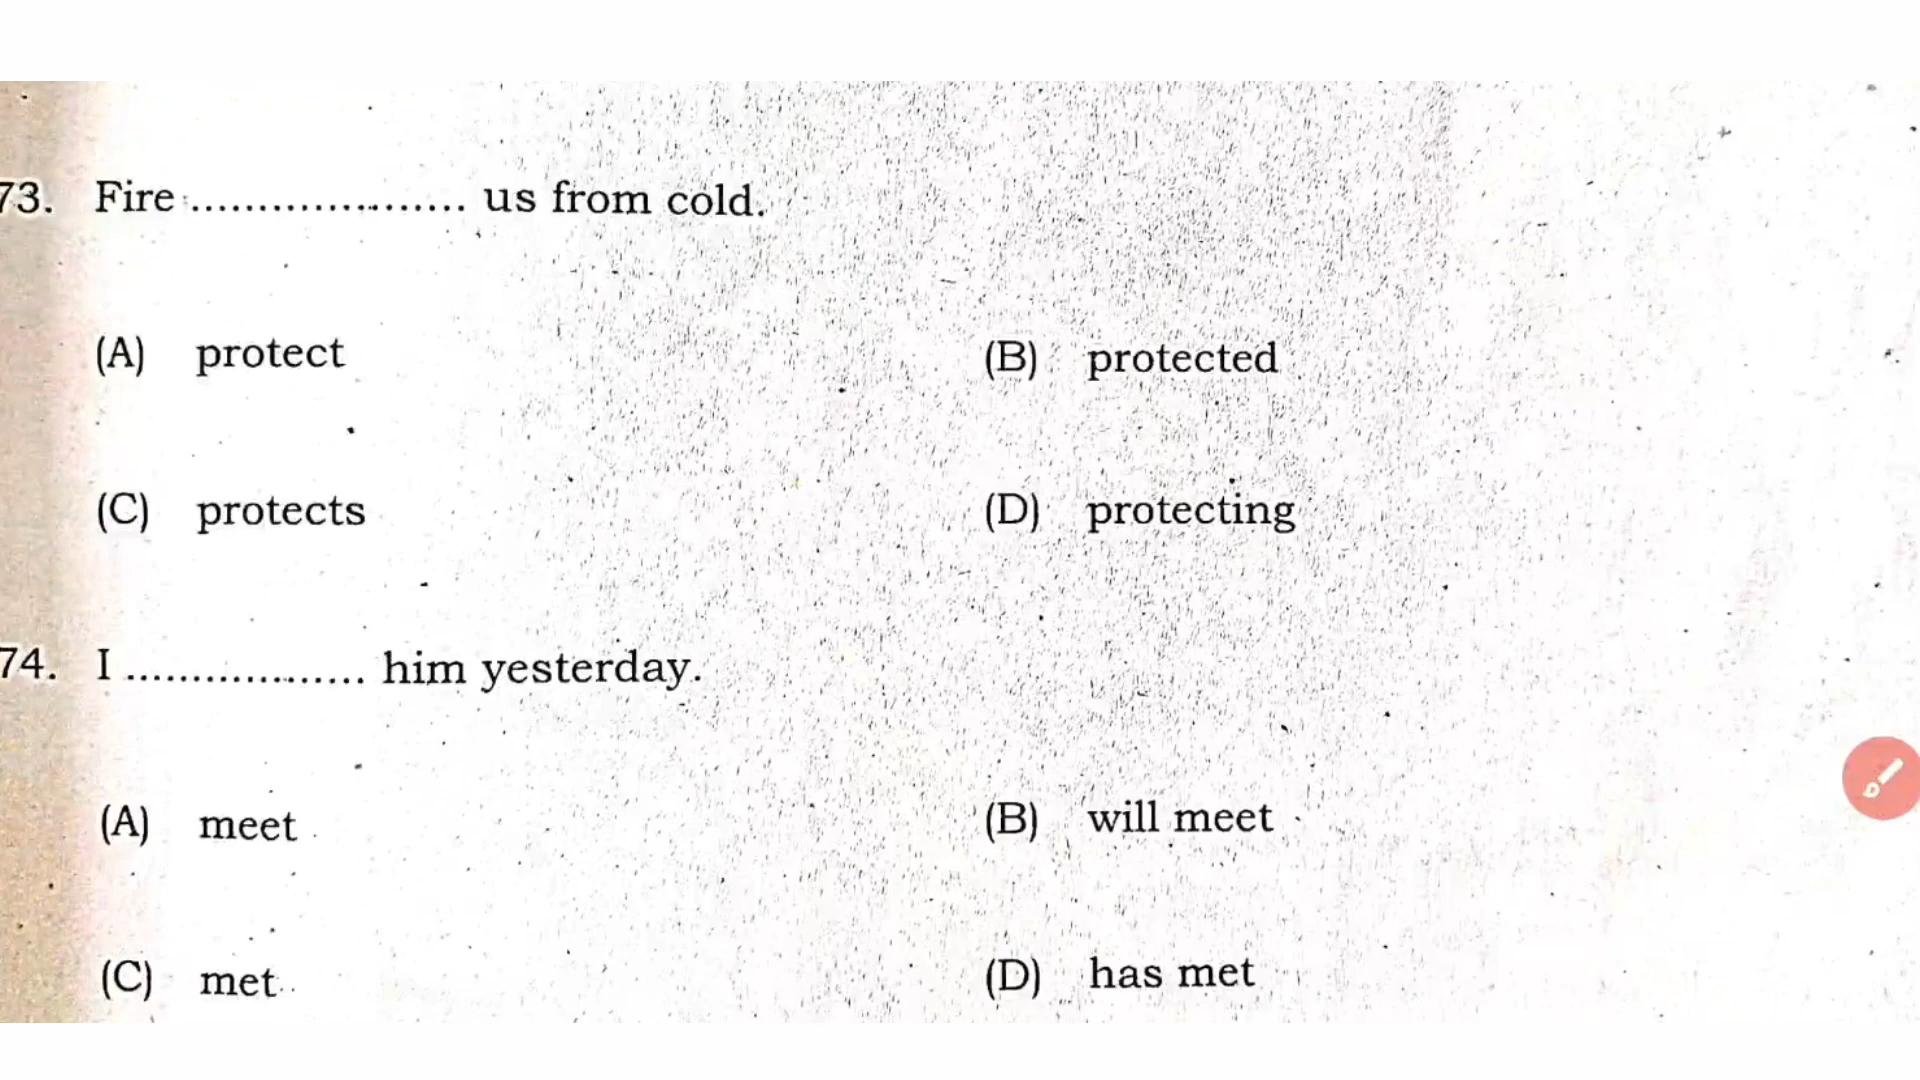 73. Fire ..................... us from cold.
(A) protect (B) protected
(C) protects (D) protecting
74. I .................. him yesterday.
(A) meet (B) will meet
(C) met (D) has met